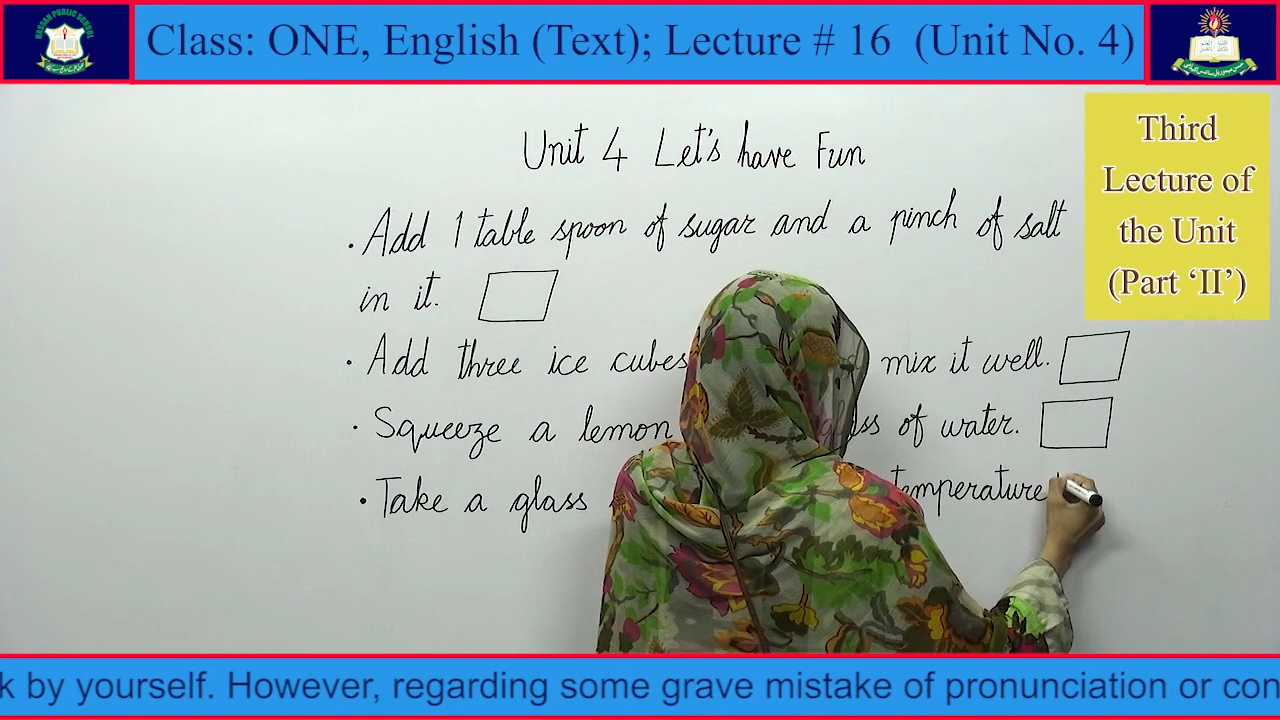 Class: ONE, English (Text); Lecture # 16 (Unit No. 4)
Third
Lecture of
the Unit
(Part ‘II’)
Unit 4 Let's have Fun
. Add 1 table spoon of sugar and a pinch of salt
in it.
. Add three ice cubes mix it well.
. Squeeze a lemon of water.
. Take a glass temperature
k by yourself. However, regarding some grave mistake of pronunciation or con